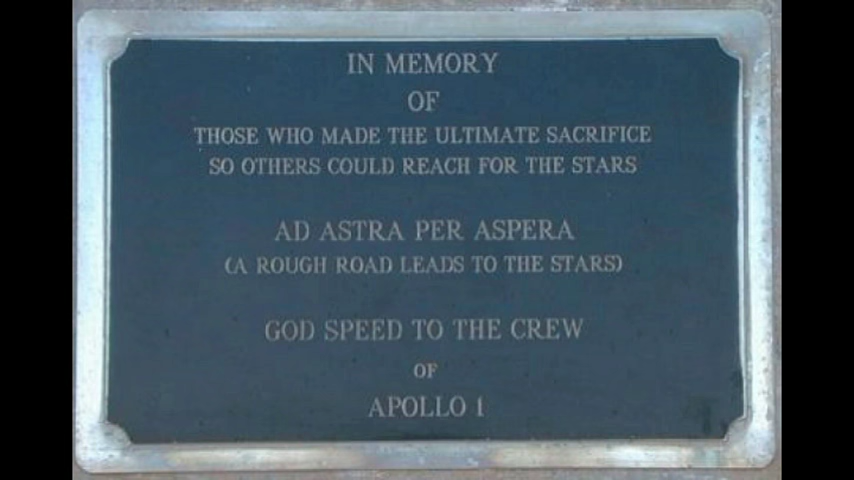 IN MEMORY
OF
THOSE WHO MADE THE ULTIMATE SACRIFICE
SO OTHERS COULD REACH FOR THE STARS
AD ASTRA PER ASPERA
(A ROUGH ROAD LEADS TO THE STARS)
GOD SPEED TO THE CREW
OF
APOLLO 1